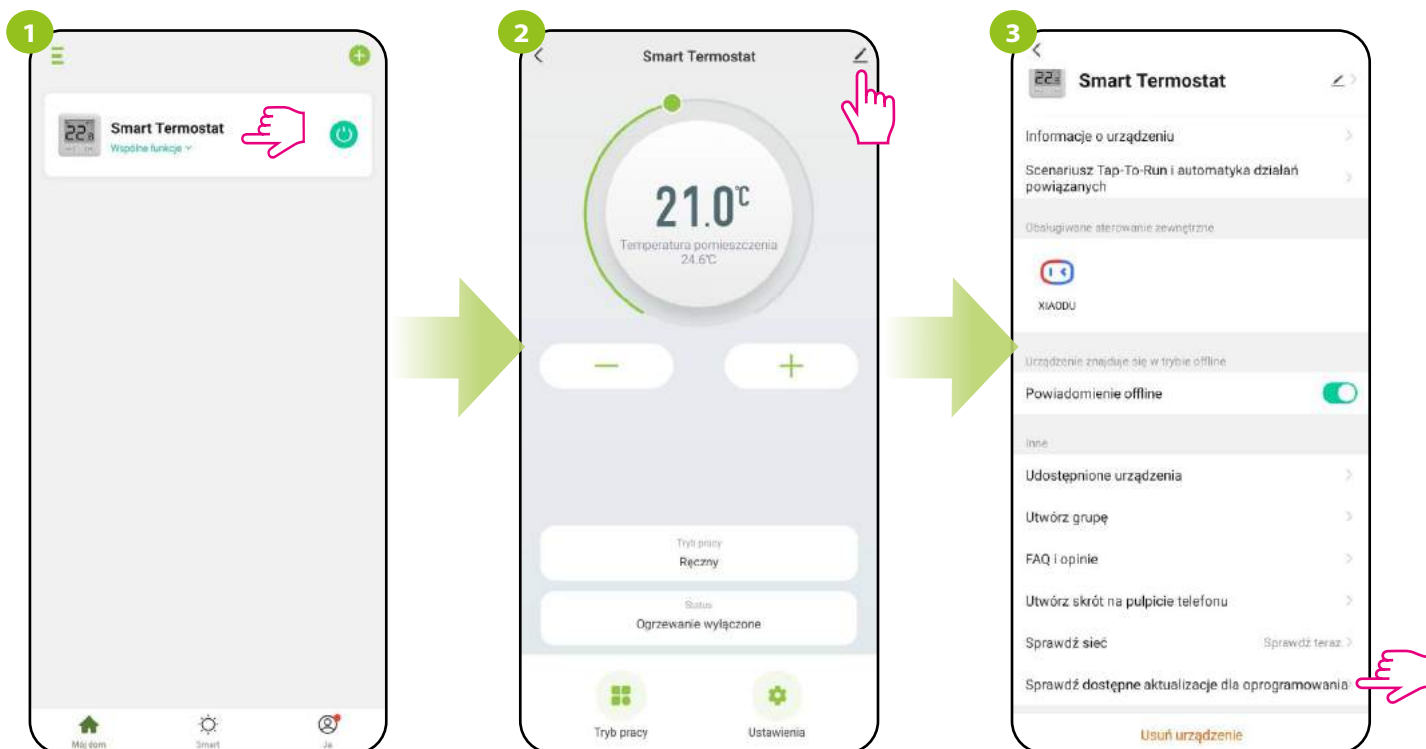 1
Smart Termostat
Wspólne funkcje
Mój dom
Smart
Ja
2
Smart Termostat
21.0℃
Temperatura pomieszczenia
24.6℃
Tryb pracy
Ręczny
Status
Ogrzewanie wyłączone
Tryb pracy
Ustawienia
3
Smart Termostat
Informacje o urządzeniu
Scenariusz Tap-To-Run i automatyka działań
powiązanych
Obsługiwane sterowanie zewnętrzne
XIAODU
Urządzenie znajduje się w trybie offline
Powiadomienie offline
Inne
Udostępnione urządzenia
Utwórz grupę
FAQ i opinie
Utwórz skrót na pulpicie telefonu
Sprawdź sieć
Sprawdź teraz
Sprawdź dostępne aktualizacje dla oprogramowania
Usuń urządzenie